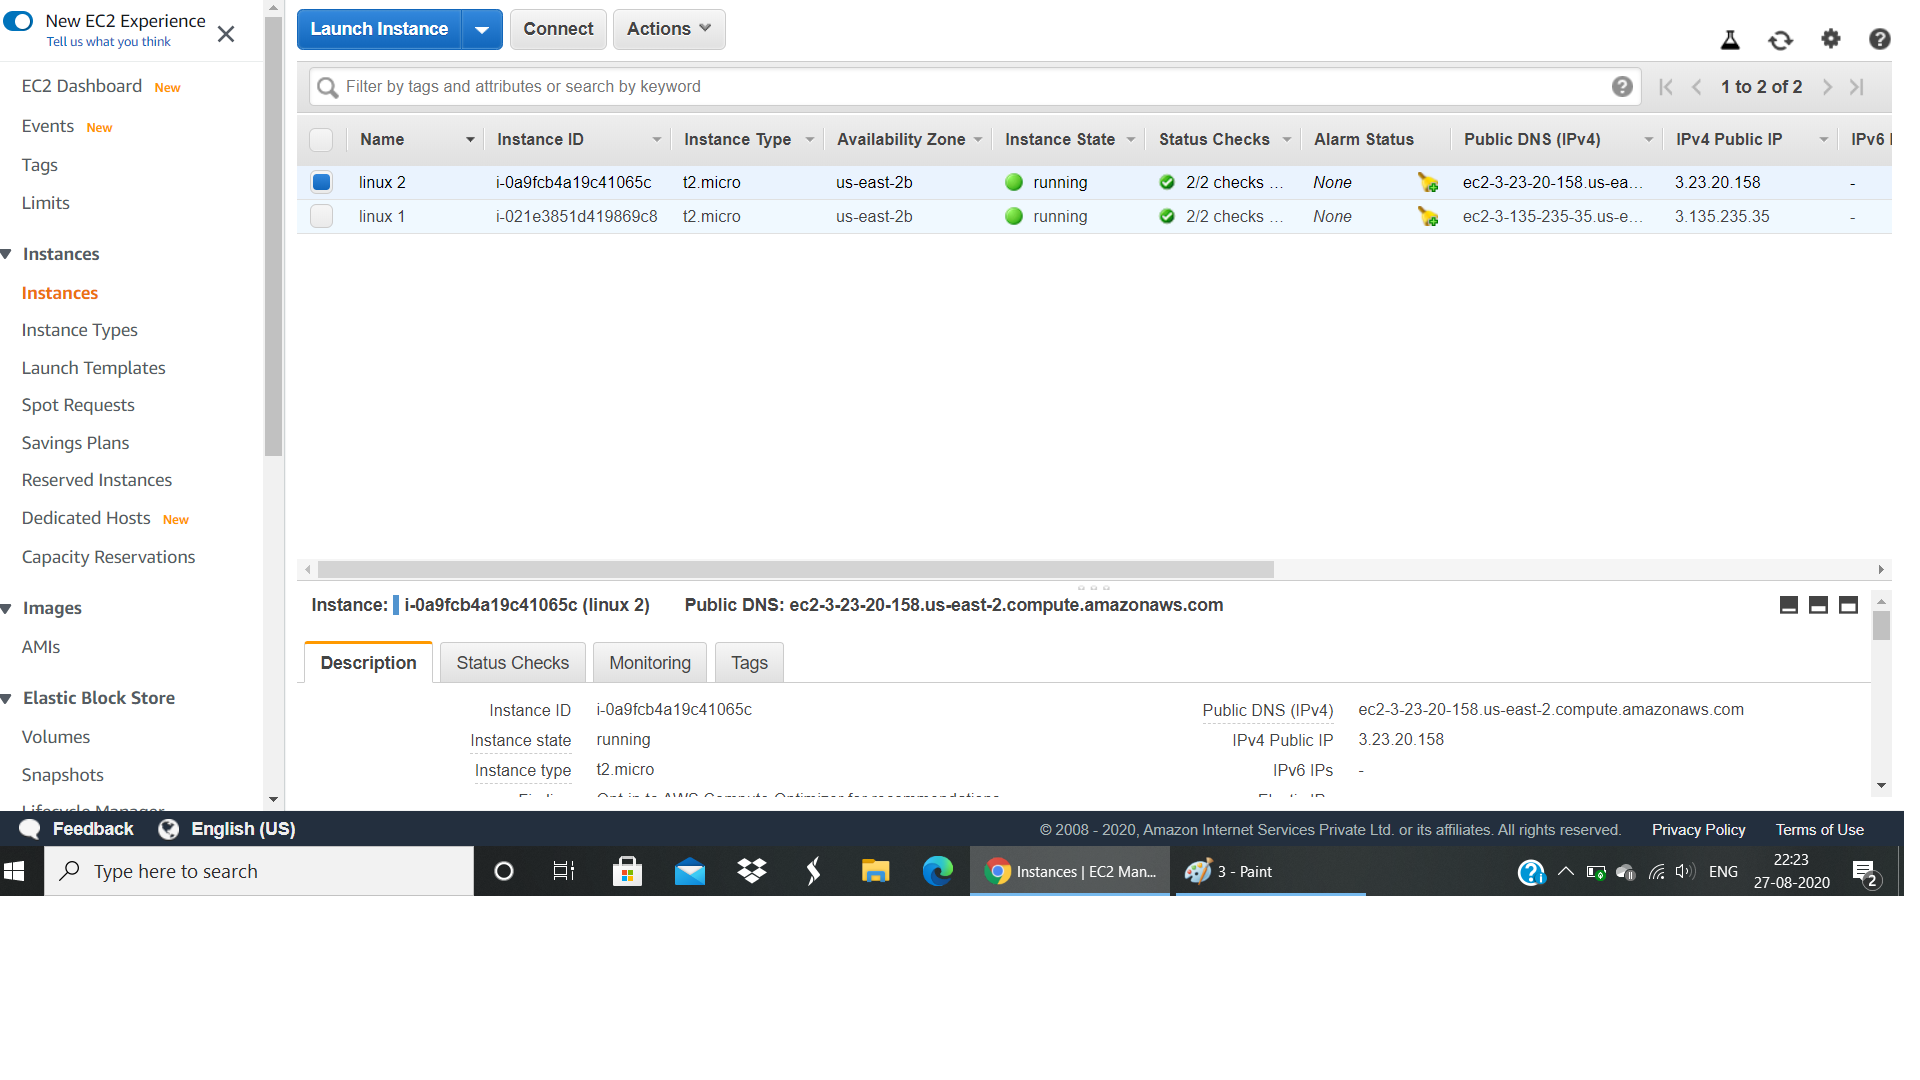 New EC2 Experience
Tell us what you think
EC2 Dashboard New
Events New
Tags
Limits
Instances
Instances
Instance Types
Launch Templates
Spot Requests
Savings Plans
Reserved Instances
Dedicated Hosts New
Capacity Reservations
Images
AMIs
Elastic Block Store
Volumes
Snapshots
Lifecycle Manager
Launch Instance Connect Actions
Filter by tags and attributes or search by keyword
1 to 2 of 2
Name Instance ID Instance Type Availability Zone Instance State Status Checks Alarm Status Public DNS (IPv4) IPv4 Public IP IPv6 I
linux 2 i-0a9fcb4a19c41065c t2.micro us-east-2b running 2/2 checks ... None ec2-3-23-20-158.us-ea... 3.23.20.158 -
linux 1 i-021e3851d419869c8 t2.micro us-east-2b running 2/2 checks ... None ec2-3-135-235-35.us-e... 3.135.235.35 -
Instance: i-0a9fcb4a19c41065c (linux 2) Public DNS: ec2-3-23-20-158.us-east-2.compute.amazonaws.com
Description Status Checks Monitoring Tags
Instance ID i-0a9fcb4a19c41065c
Instance state running
Instance type t2.micro
Opt-in to AWS Compute Optimizer for recommendations
Public DNS (IPv4) ec2-3-23-20-158.us-east-2.compute.amazonaws.com
IPv4 Public IP 3.23.20.158
IPv6 IPs -
Feedback English (US)
© 2008 - 2020, Amazon Internet Services Private Ltd. or its affiliates. All rights reserved. Privacy Policy Terms of Use
Type here to search
Instances | EC2 Man...
3 - Paint
ENG
22:23
27-08-2020
2